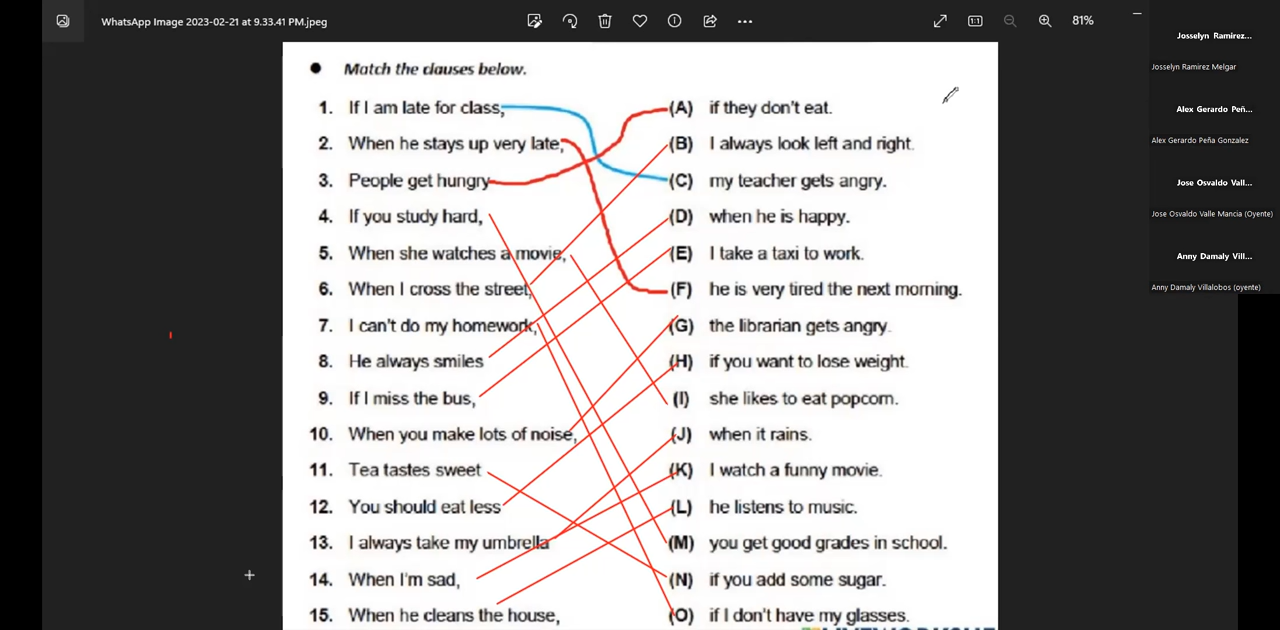 WhatsApp Image 2023-02-21 at 9.33.41 PM.jpeg
81%
Match the clauses below.
1. If I am late for class, (A) if they don't eat.
2. When he stays up very late, (B) I always look left and right.
3. People get hungry (C) my teacher gets angry.
4. If you study hard, (D) when he is happy.
5. When she watches a movie, (E) I take a taxi to work.
6. When I cross the street, (F) he is very tired the next morning.
7. I can't do my homework, (G) the librarian gets angry.
8. He always smiles (H) if you want to lose weight.
9. If I miss the bus, (I) she likes to eat popcorn.
10. When you make lots of noise, (J) when it rains.
11. Tea tastes sweet (K) I watch a funny movie.
12. You should eat less (L) he listens to music.
13. I always take my umbrella (M) you get good grades in school.
14. When I'm sad, (N) if you add some sugar.
15. When he cleans the house, (O) if I don't have my glasses.
Josselyn Ramirez...
Josselyn Ramirez Melgar
Alex Gerardo Peñ...
Alex Gerardo Peña Gonzalez
Jose Osvaldo Vall...
Jose Osvaldo Valle Mancia (Oyente)
Anny Damaly Vill...
Anny Damaly Villalobos (oyente)